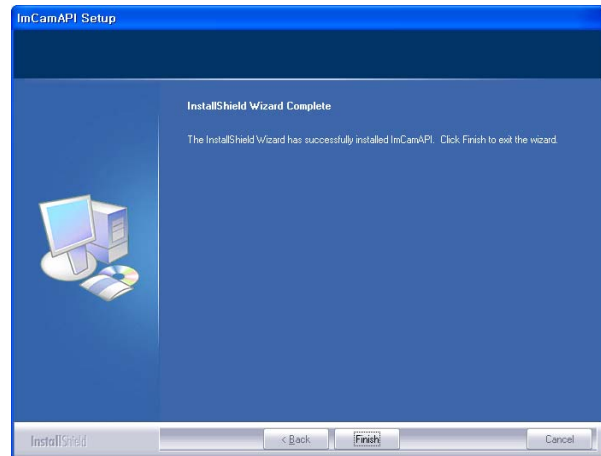 ImCamAPI Setup
InstallShield Wizard Complete
The InstallShield Wizard has successfully installed ImCamAPI. Click Finish to exit the wizard.
InstallShield
< Back
Finish
Cancel